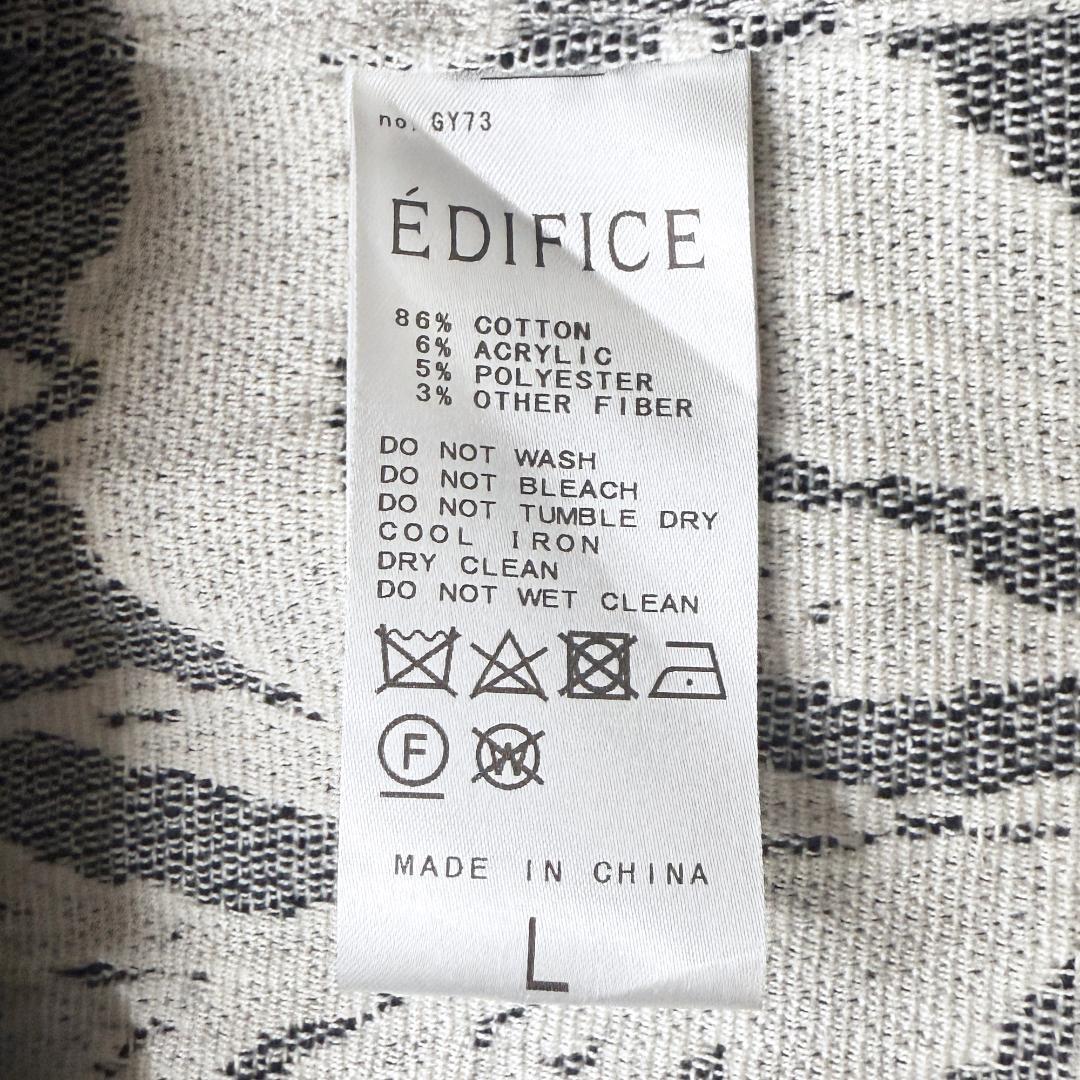 no. GY73
ÉDIFICE
86% COTTON
6% ACRYLIC
5% POLYESTER
3% OTHER FIBER
DO NOT WASH
DO NOT BLEACH
DO NOT TUMBLE DRY
COOL IRON
DRY CLEAN
DO NOT WET CLEAN
F W
MADE IN CHINA
L